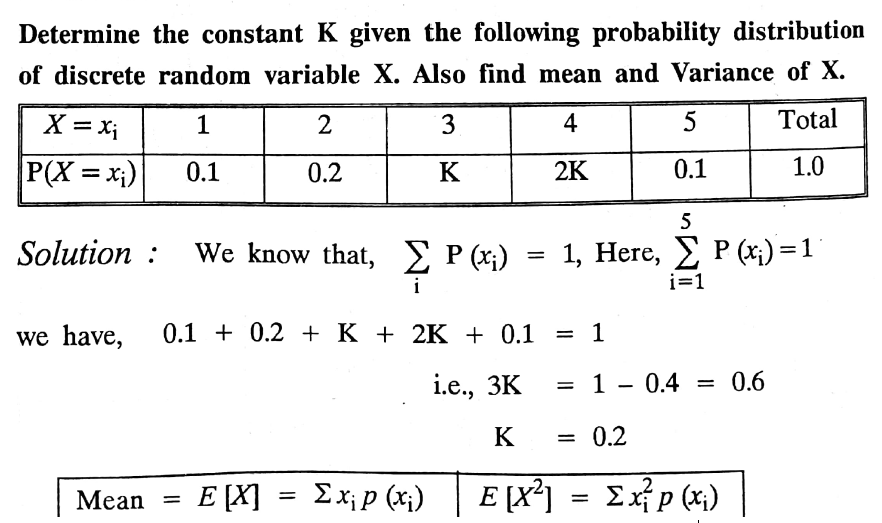 Determine the constant K given the following probability distribution
of discrete random variable X. Also find mean and Variance of X.
X = xᵢ 1 2 3 4 5 Total
P(X = xᵢ) 0.1 0.2 K 2K 0.1 1.0
Solution : We know that, ∑ᵢ P (xᵢ) = 1, Here, ∑ᵢ₌₁⁵ P (xᵢ) = 1
we have, 0.1 + 0.2 + K + 2K + 0.1 = 1
i.e., 3K = 1 – 0.4 = 0.6
K = 0.2
Mean = E [X] = Σ xᵢ p (xᵢ) E [X²] = Σ xᵢ² p (xᵢ)